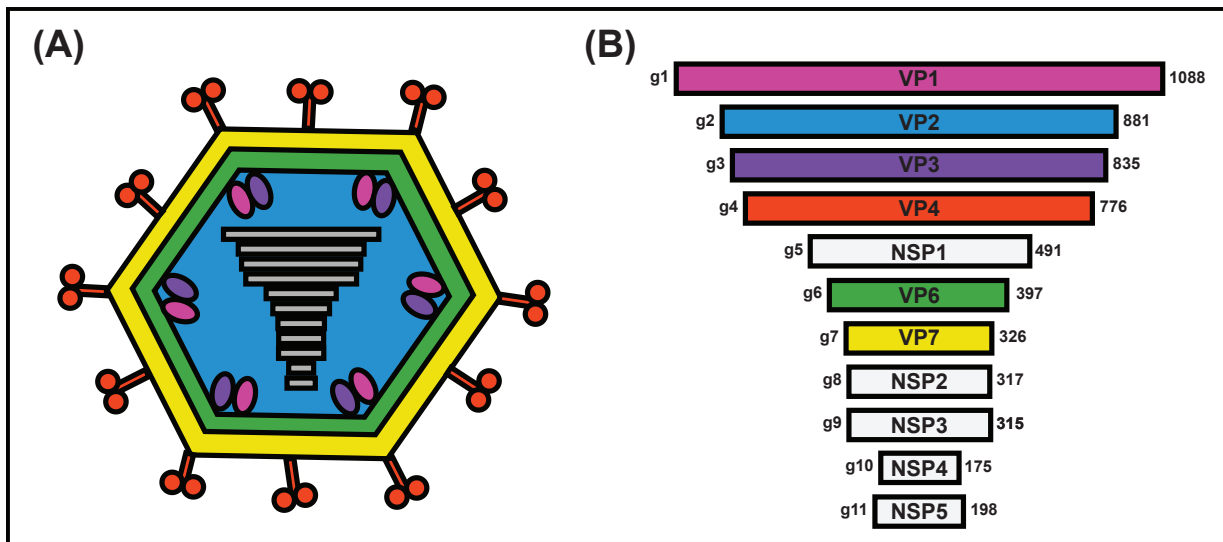 (A)
(B)
g1 VP1 1088
g2 VP2 881
g3 VP3 835
g4 VP4 776
g5 NSP1 491
g6 VP6 397
g7 VP7 326
g8 NSP2 317
g9 NSP3 315
g10 NSP4 175
g11 NSP5 198